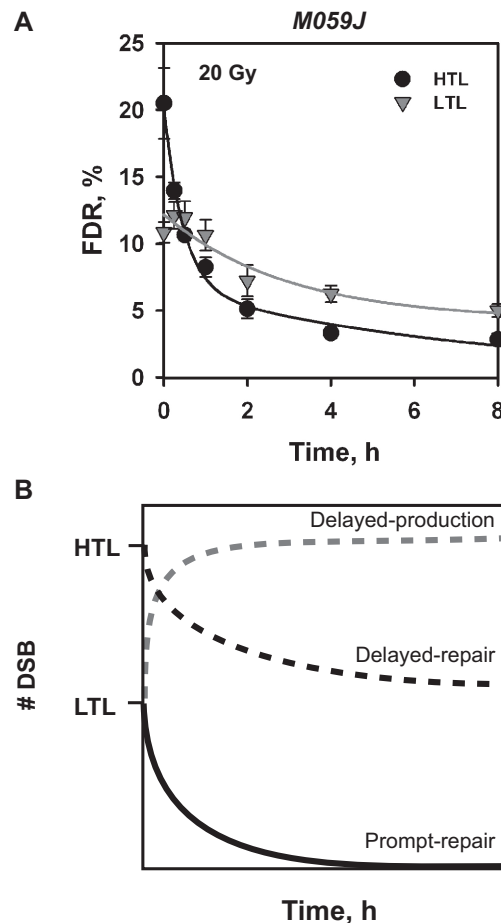 A
M059J
25
20
15
10
5
0
FDR, %
20 Gy
HTL
LTL
0 2 4 6 8
Time, h
B
HTL
LTL
# DSB
Delayed-production
Delayed-repair
Prompt-repair
Time, h